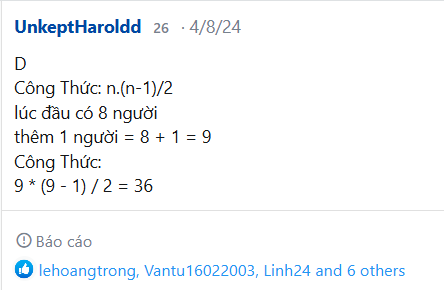 UnkeptHaroldd 26 · 4/8/24
D
Công Thức: n.(n-1)/2
lúc đầu có 8 người
thêm 1 người = 8 + 1 = 9
Công Thức:
9 * (9 - 1) / 2 = 36
Báo cáo
lehoangtrong, Vantu16022003, Linh24 and 6 others